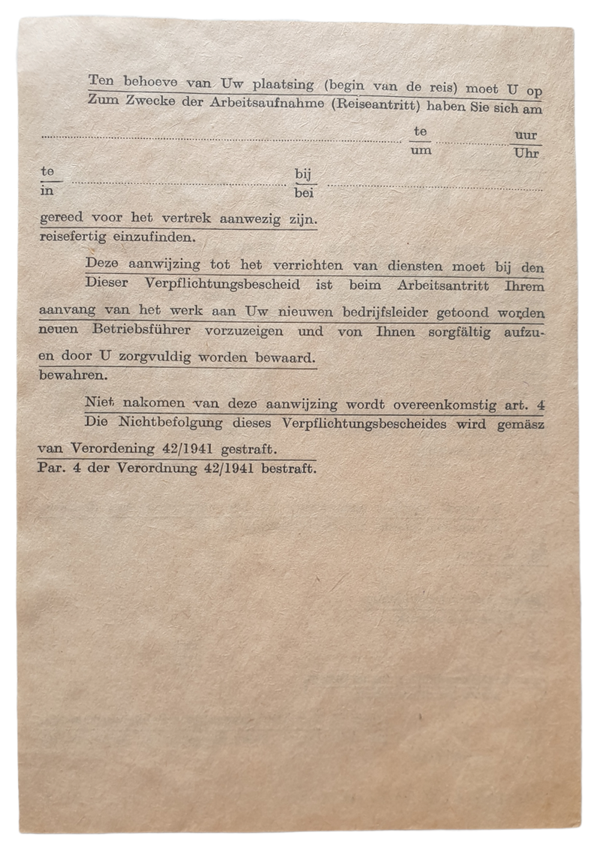 Ten behoeve van Uw plaatsing (begin van de reis) moet U op
Zum Zwecke der Arbeitsaufnahme (Reiseantritt) haben Sie sich am
te uur
um Uhr
te bij
in bei
gereed voor het vertrek aanwezig zijn.
reisefertig einzufinden.
Deze aanwijzing tot het verrichten van diensten moet bij den
Dieser Verpflichtungsbescheid ist beim Arbeitsantritt Ihrem
aanvang van het werk aan Uw nieuwen bedrijfsleider getoond worden
neuen Betriebsführer vorzuzeigen und von Ihnen sorgfältig aufzu-
en door U zorgvuldig worden bewaard.
bewahren.
Niet nakomen van deze aanwijzing wordt overeenkomstig art. 4
Die Nichtbefolgung dieses Verpflichtungsbescheides wird gemäsz
van Verordening 42/1941 gestraft.
Par. 4 der Verordnung 42/1941 bestraft.